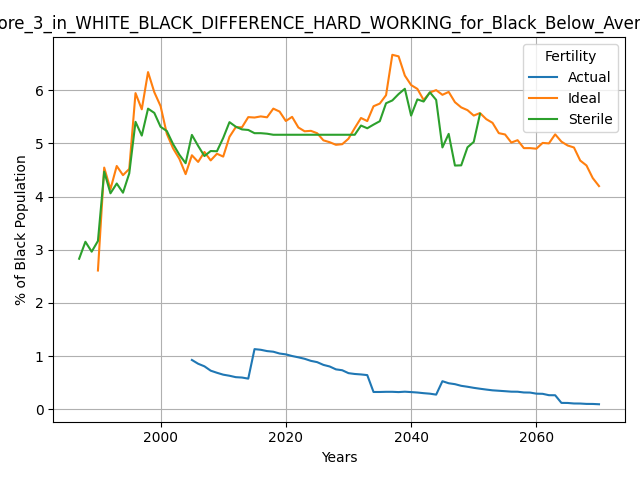 ore_3_in_WHITE_BLACK_DIFFERENCE_HARD_WORKING_for_Black_Below_Aver
Fertility
Actual
Ideal
Sterile
% of Black Population
6
5
4
3
2
1
0
2000
2020
2040
2060
Years